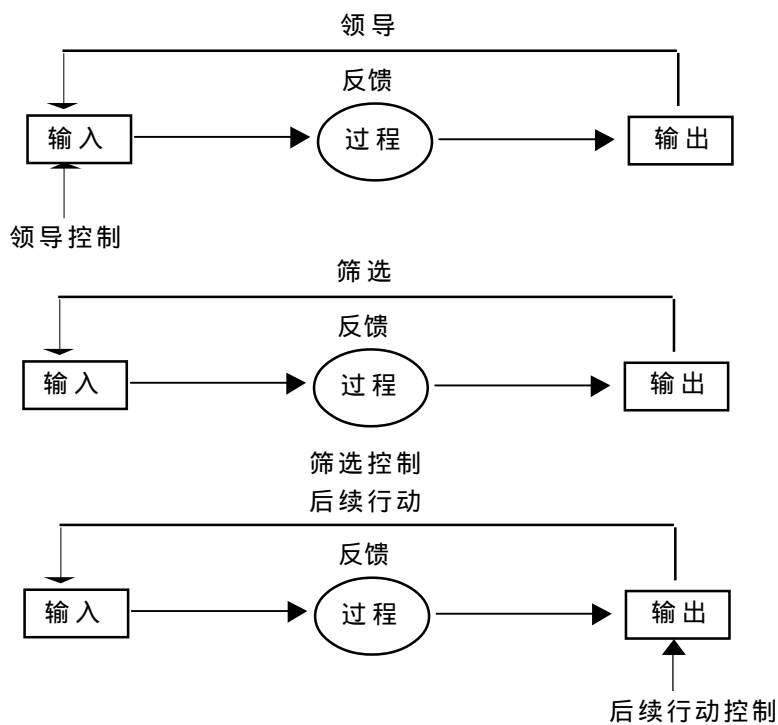 领导
反馈
输入 过程 输出
领导控制
筛选
反馈
输入 过程 输出
筛选控制
后续行动
反馈
输入 过程 输出
后续行动控制